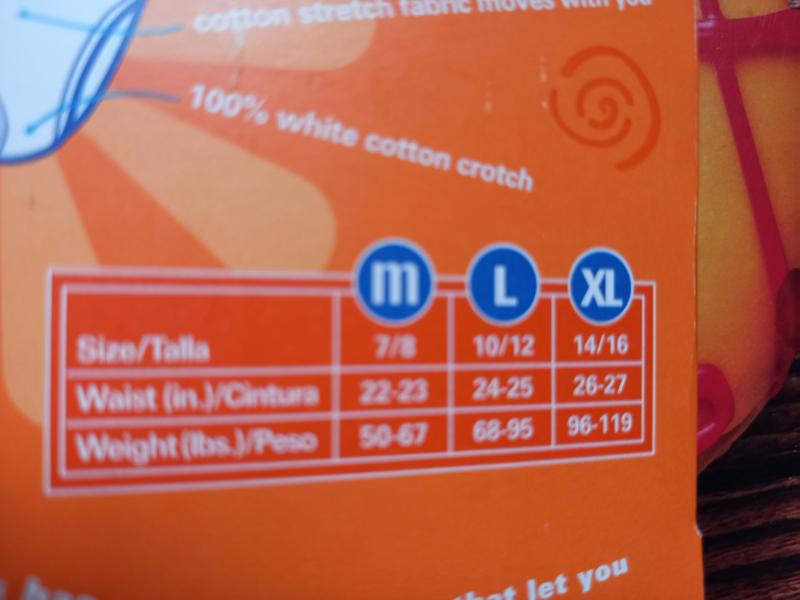 cotton stretch fabric moves with you
100% white cotton crotch
m L XL
Size/Talla 7/8 10/12 14/16
Waist (in.)/Cintura 22-23 24-25 26-27
Weight (lbs.)/Peso 50-67 68-95 96-119
that let you